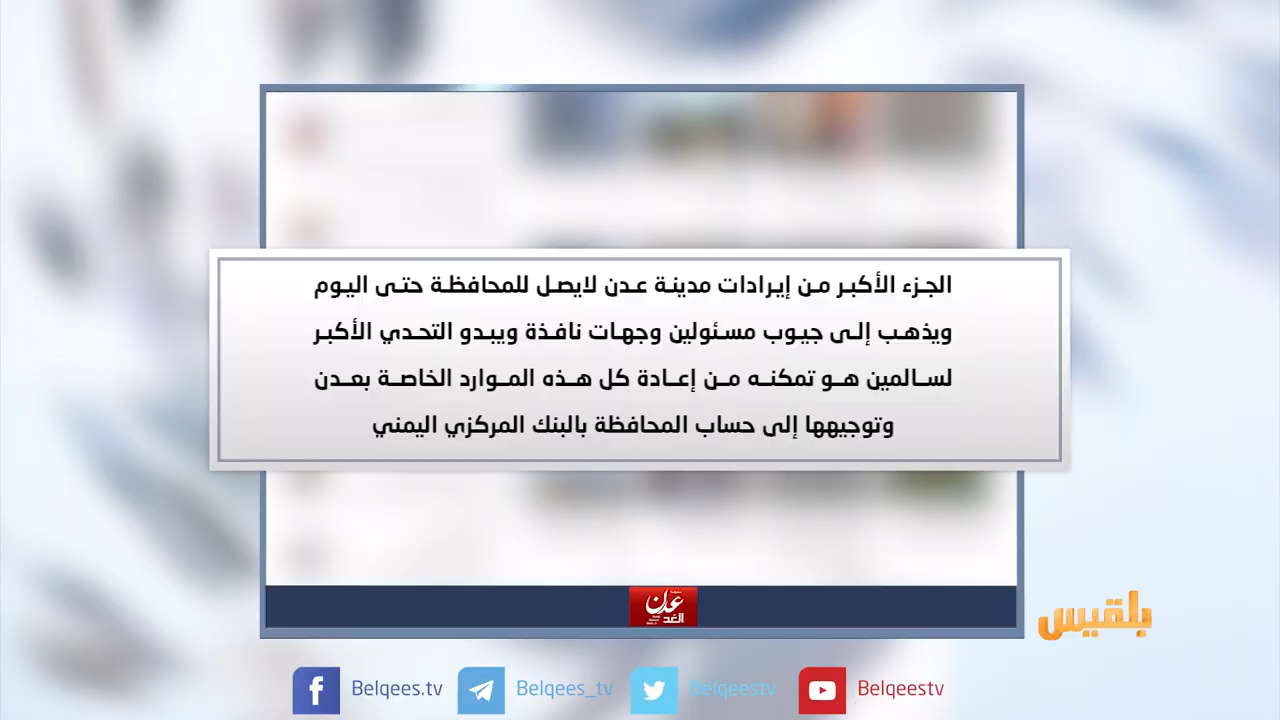 الجزء الأكبر من إيرادات مدينة عدن لايصل للمحافظة حتى اليوم
ويذهب إلى جيوب مسئولين وجهات نافذة ويبدو التحدي الأكبر
لسالمين هو تمكنه من إعادة كل هذه الموارد الخاصة بعدن
وتوجيهها إلى حساب المحافظة بالبنك المركزي اليمني
عدن
الغد
بلقيس
Belqees.tv Belqees_tv Belqeestv Belqeestv